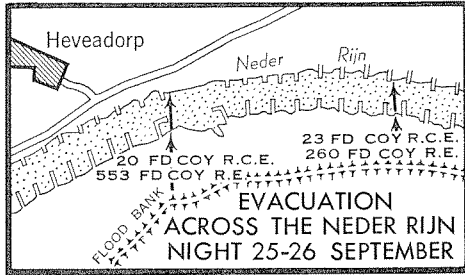 Heveadorp
Neder Rijn
20 FD COY R.C.E.
553 FD COY R.E.
23 FD COY R.C.E.
260 FD COY R.E.
FLOOD BANK
EVACUATION
ACROSS THE NEDER RIJN
NIGHT 25-26 SEPTEMBER